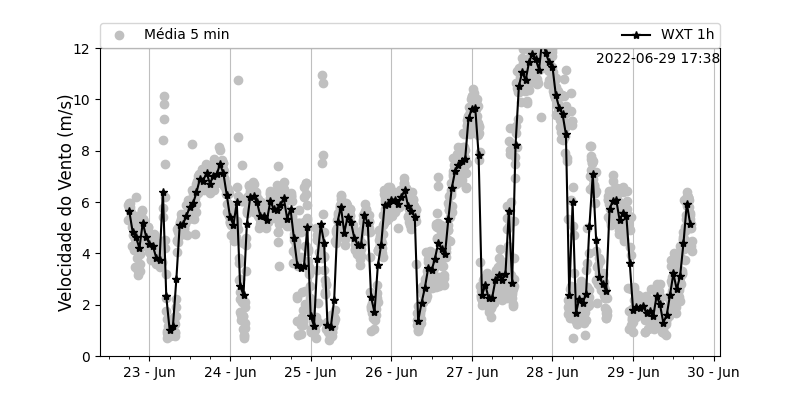 Média 5 min
WXT 1h
2022-06-29 17:38
Velocidade do Vento (m/s)
12
10
8
6
4
2
0
23 - Jun
24 - Jun
25 - Jun
26 - Jun
27 - Jun
28 - Jun
29 - Jun
30 - Jun